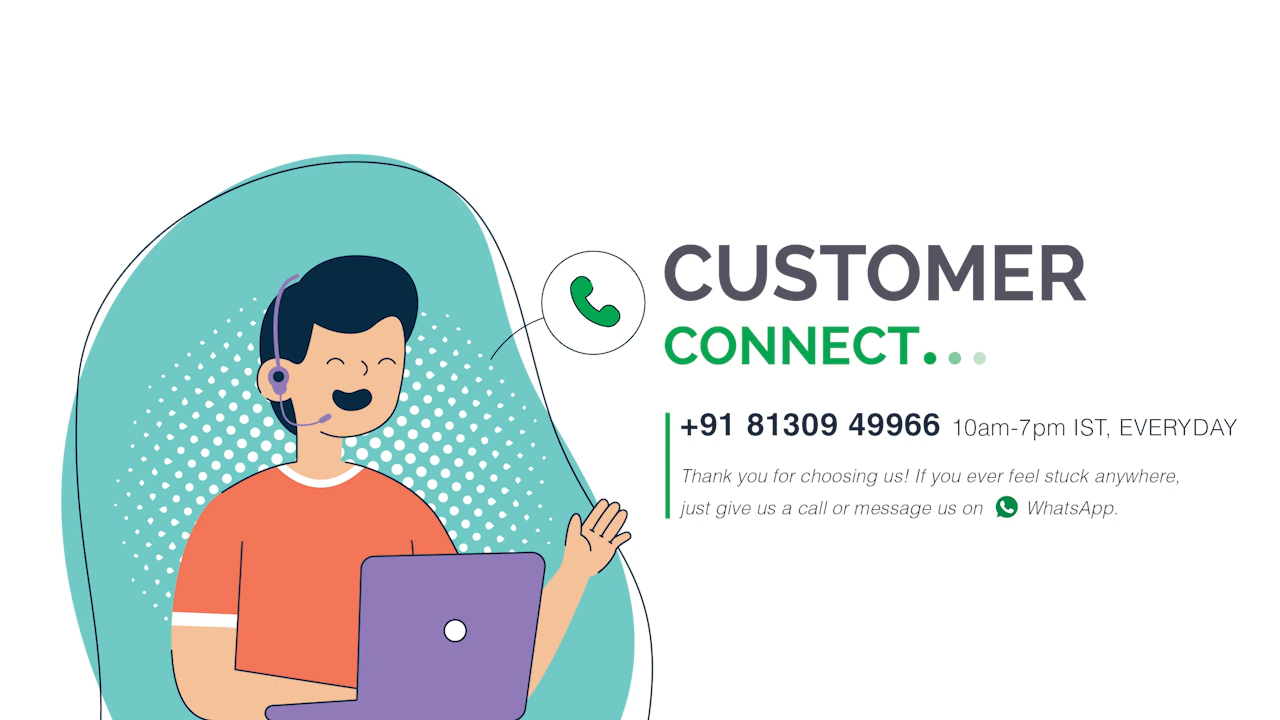 CUSTOMER
CONNECT...
+91 81309 49966 10am-7pm IST, EVERYDAY
Thank you for choosing us! If you ever feel stuck anywhere,
just give us a call or message us on WhatsApp.